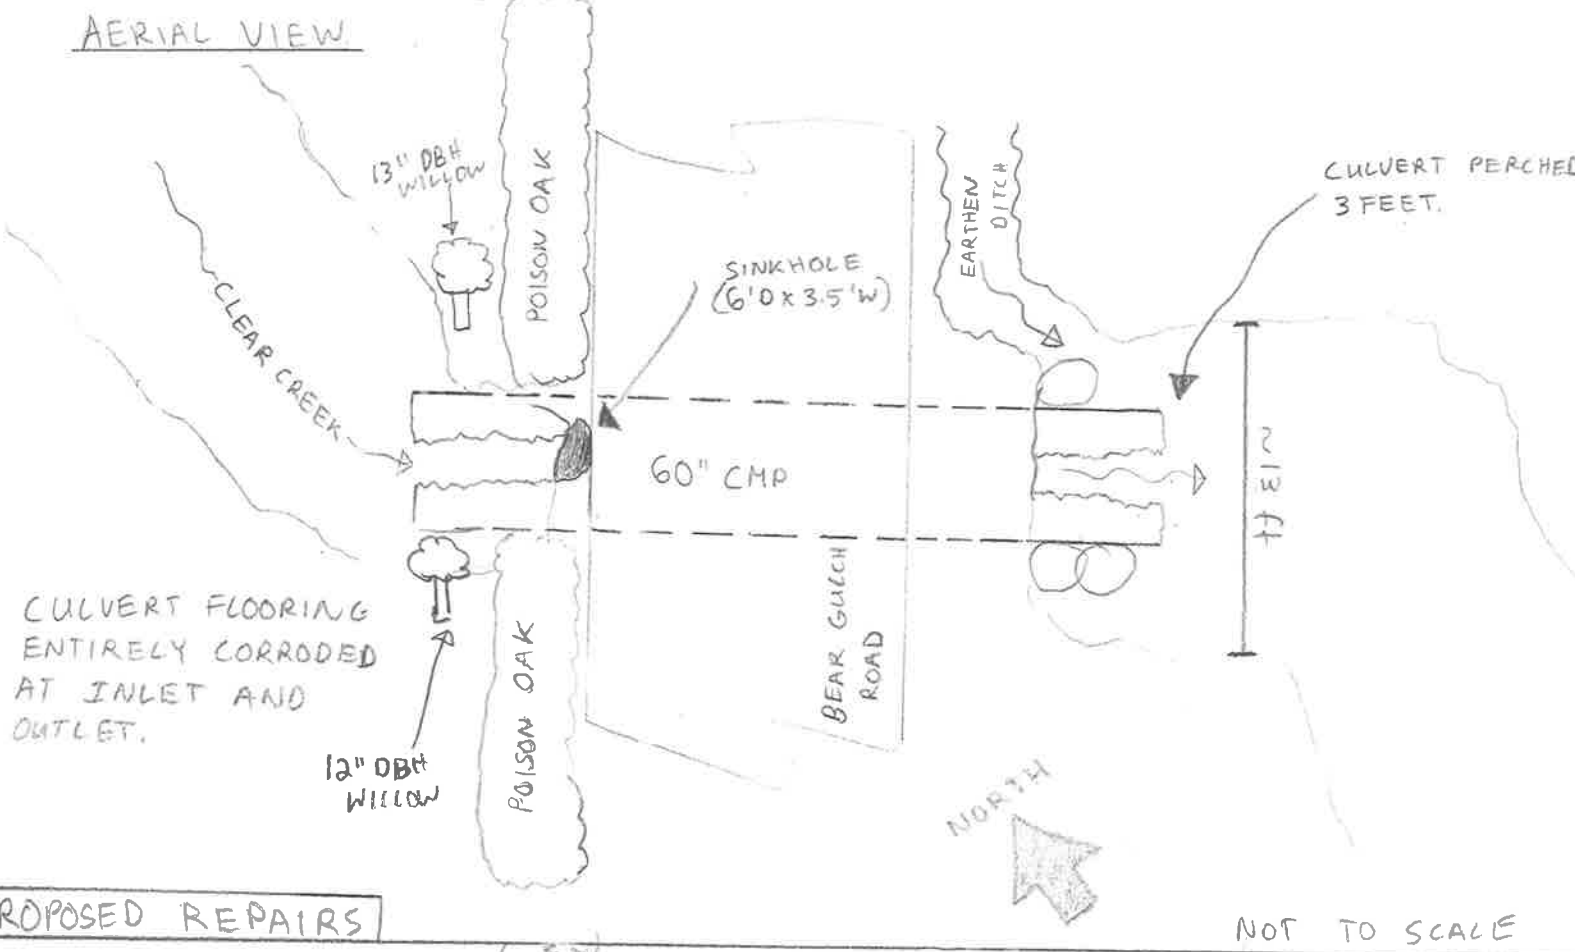 AERIAL VIEW
13" DBH
WILLOW
POISON OAK
SINKHOLE
(6'D x 3.5'W)
EARTHEN
DITCH
CULVERT PERCHED
3 FEET.
CLEAR CREEK
60" CMP
~13 ft
BEAR GULCH
ROAD
CULVERT FLOORING
ENTIRELY CORRODED
AT INLET AND
OUTLET.
12" DBH
WILLOW
POISON OAK
NORTH
ROPOSED REPAIRS
NOT TO SCALE